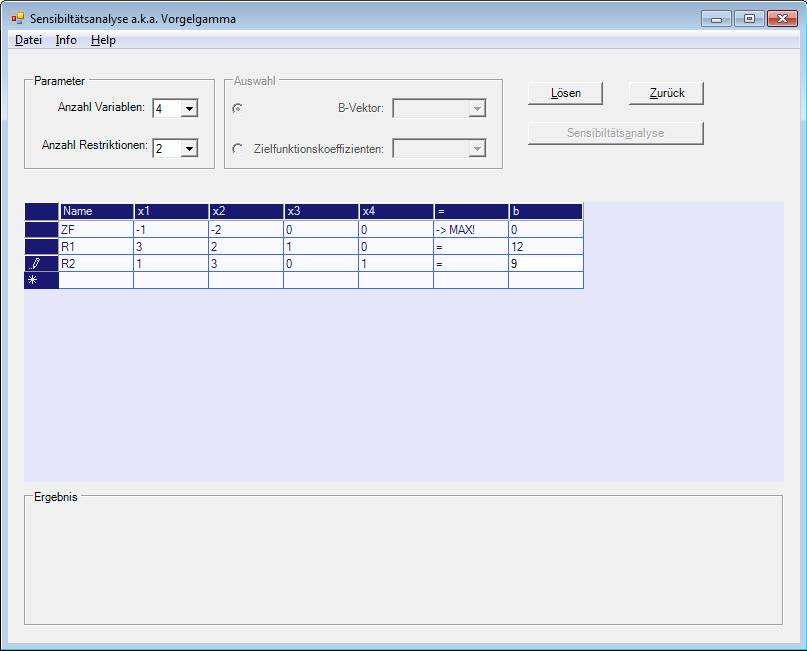 Sensibiltätsanalyse a.k.a. Vorgelgamma
Datei Info Help
Parameter
Anzahl Variablen: 4
Anzahl Restriktionen: 2
Auswahl
B-Vektor:
Zielfunktionskoeffizienten:
Lösen Zurück
Sensibiltätsanalyse
Name x1 x2 x3 x4 = b
ZF -1 -2 0 0 -> MAX! 0
R1 3 2 1 0 = 12
R2 1 3 0 1 = 9
Ergebnis